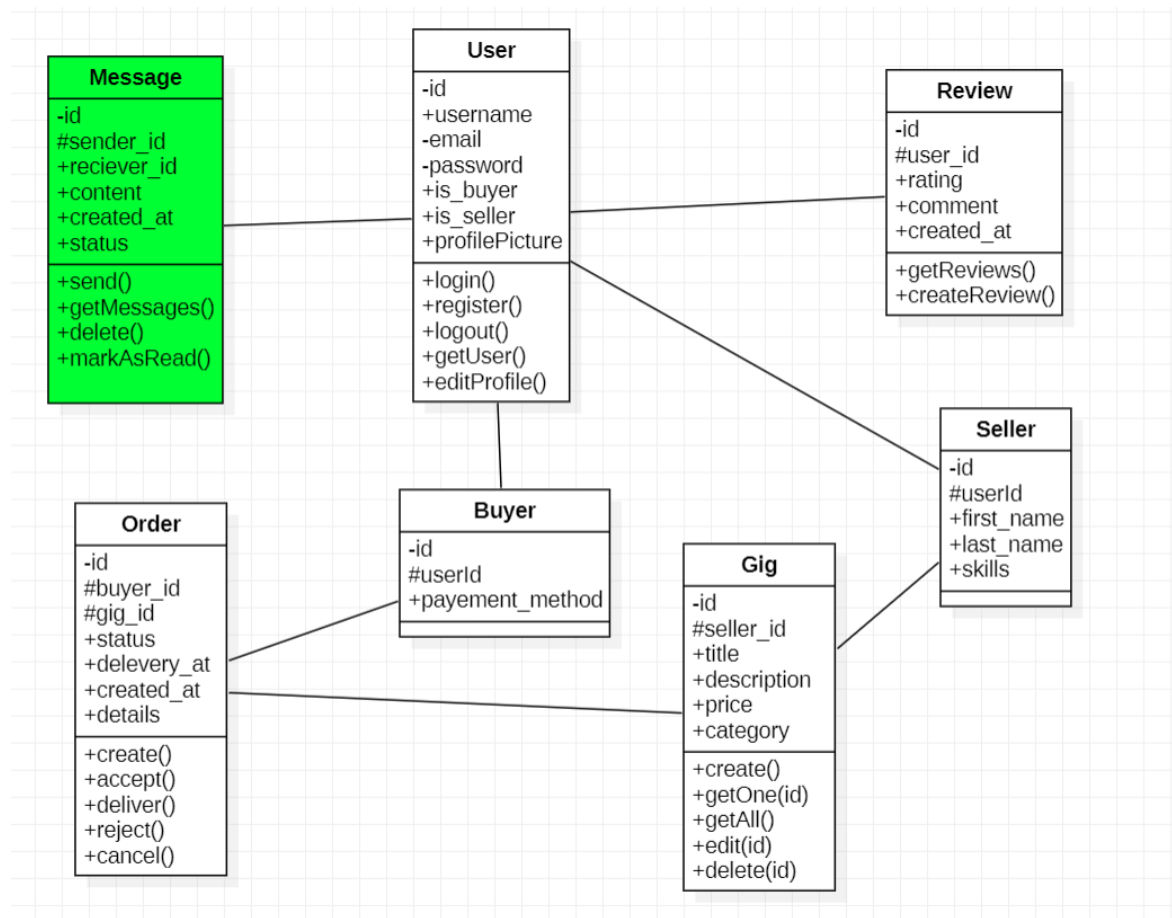 Message
-id
#sender_id
+reciever_id
+content
+created_at
+status
+send()
+getMessages()
+delete()
+markAsRead()
User
-id
+username
-email
-password
+is_buyer
+is_seller
+profilePicture
+login()
+register()
+logout()
+getUser()
+editProfile()
Review
-id
#user_id
+rating
+comment
+created_at
+getReviews()
+createReview()
Seller
-id
#userId
+first_name
+last_name
+skills
Order
-id
#buyer_id
#gig_id
+status
+delevery_at
+created_at
+details
+create()
+accept()
+deliver()
+reject()
+cancel()
Buyer
-id
#userId
+payement_method
Gig
-id
#seller_id
+title
+description
+price
+category
+create()
+getOne(id)
+getAll()
+edit(id)
+delete(id)